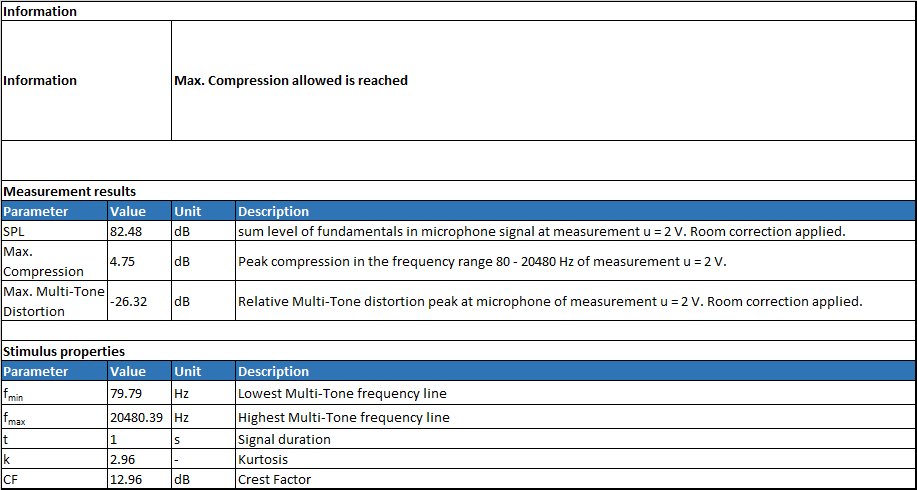 Information
Information Max. Compression allowed is reached
Measurement results
Parameter Value Unit Description
SPL 82.48 dB sum level of fundamentals in microphone signal at measurement u = 2 V. Room correction applied.
Max. Compression 4.75 dB Peak compression in the frequency range 80 - 20480 Hz of measurement u = 2 V.
Max. Multi-Tone Distortion -26.32 dB Relative Multi-Tone distortion peak at microphone of measurement u = 2 V. Room correction applied.
Stimulus properties
Parameter Value Unit Description
fmin 79.79 Hz Lowest Multi-Tone frequency line
fmax 20480.39 Hz Highest Multi-Tone frequency line
t 1 s Signal duration
k 2.96 - Kurtosis
CF 12.96 dB Crest Factor